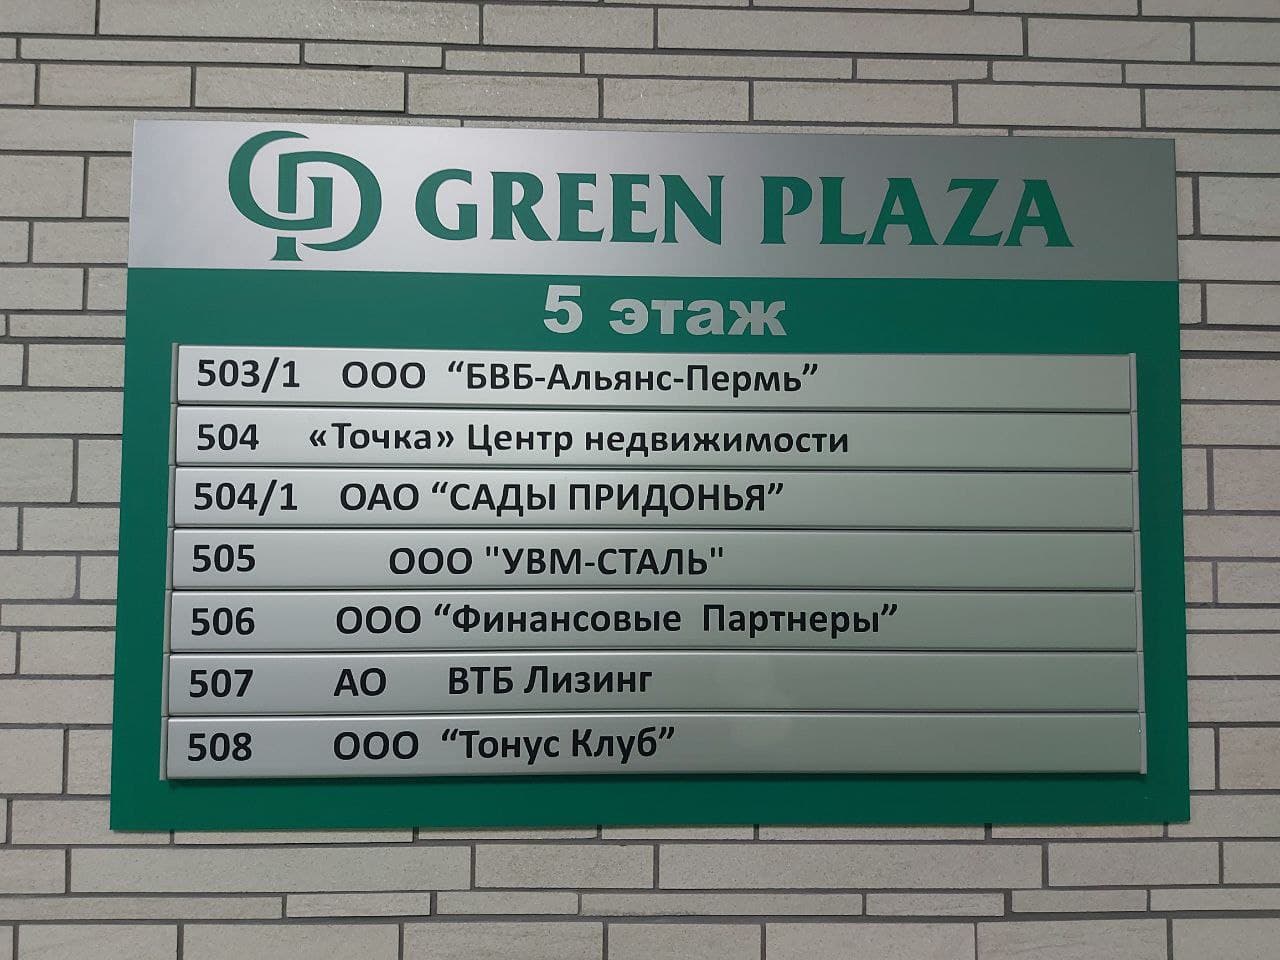 GREEN PLAZA
5 этаж
503/1 ООО “БВБ-Альянс-Пермь”
504 «Точка» Центр недвижимости
504/1 ОАО “САДЫ ПРИДОНЬЯ”
505 ООО "УВМ-СТАЛЬ"
506 ООО “Финансовые Партнеры”
507 АО ВТБ Лизинг
508 ООО “Тонус Клуб”